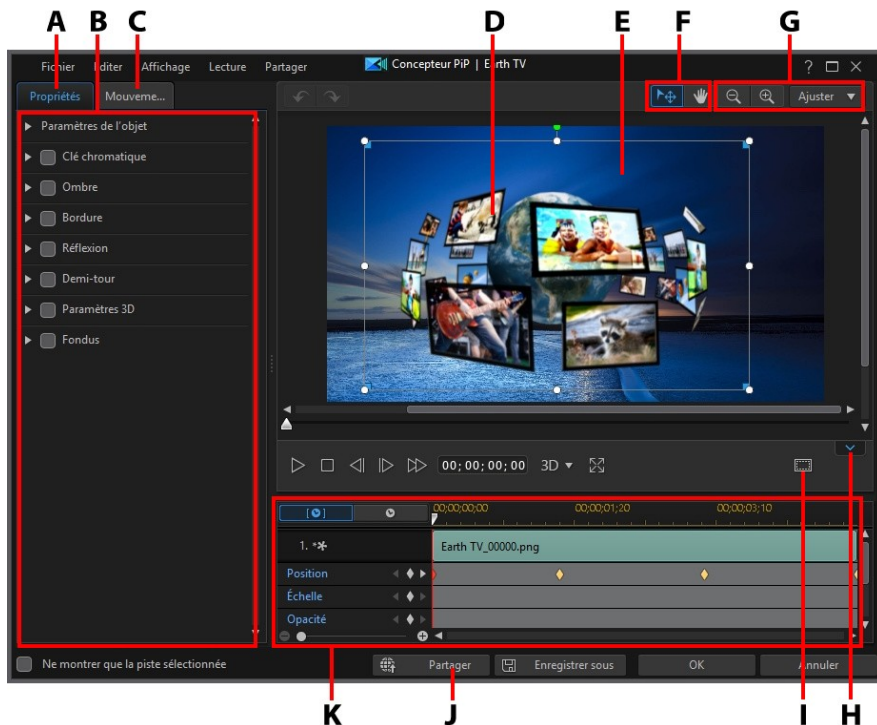 A B C D E F G
Fichier Editer Affichage Lecture Partager Concepteur PiP | Earth TV ?
Propriétés Mouveme...
Ajuster
Paramètres de l'objet
Clé chromatique
Ombre
Bordure
Réflexion
Demi-tour
Paramètres 3D
Fondus
00;00;00;00 3D
00;00;00;00 00;00;01;20 00;00;03;10
1.
Earth TV_00000.png
Position
Échelle
Opacité
Ne montrer que la piste sélectionnée Partager Enregistrer sous OK Annuler
K J I H